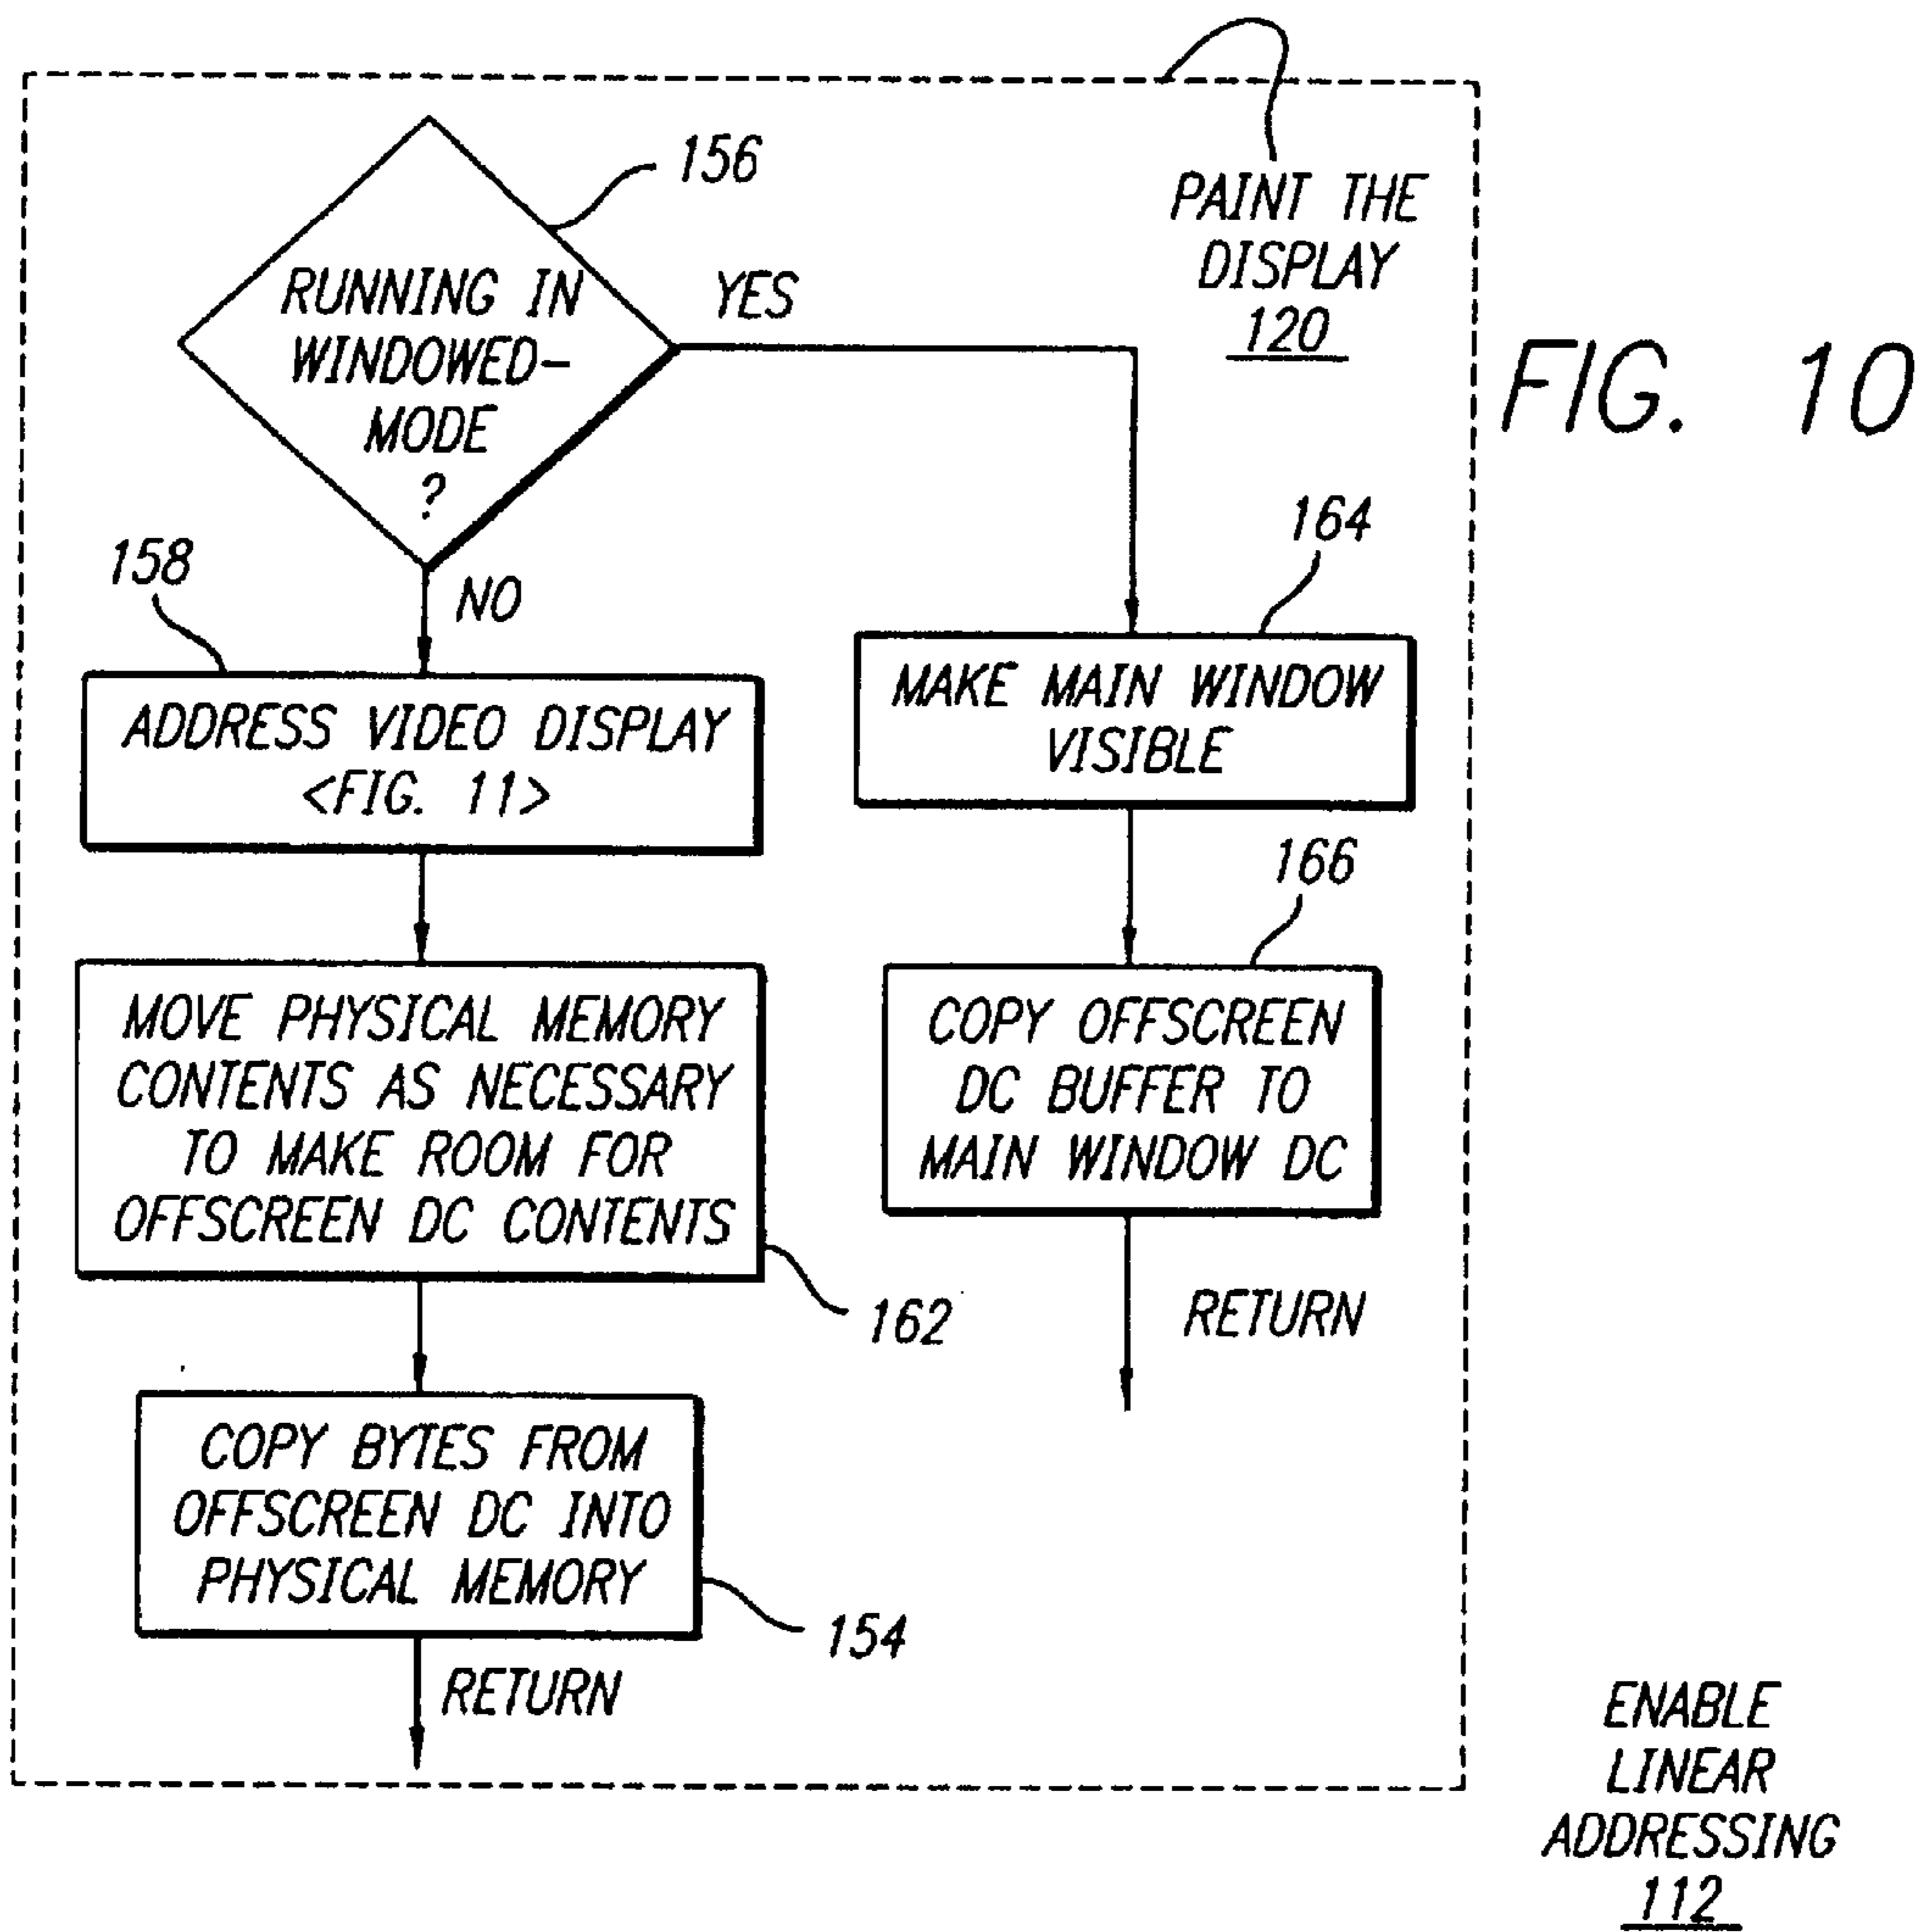 PAINT THE
DISPLAY
120
FIG. 10
156
RUNNING IN
WINDOWED-
MODE
?
YES
NO
158
ADDRESS VIDEO DISPLAY
<FIG. 11>
164
MAKE MAIN WINDOW
VISIBLE
166
MOVE PHYSICAL MEMORY
CONTENTS AS NECESSARY
TO MAKE ROOM FOR
OFFSCREEN DC CONTENTS
162
COPY OFFSCREEN
DC BUFFER TO
MAIN WINDOW DC
RETURN
COPY BYTES FROM
OFFSCREEN DC INTO
PHYSICAL MEMORY
154
RETURN
ENABLE
LINEAR
ADDRESSING
112